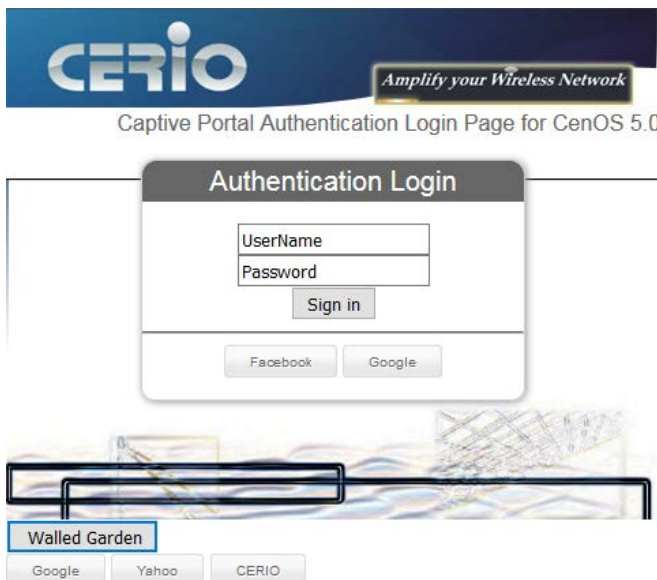 CERIO
Amplify your Wireless Network
Captive Portal Authentication Login Page for CenOS 5.0
Authentication Login
UserName
Password
Sign in
Facebook Google
Walled Garden
Google Yahoo CERIO